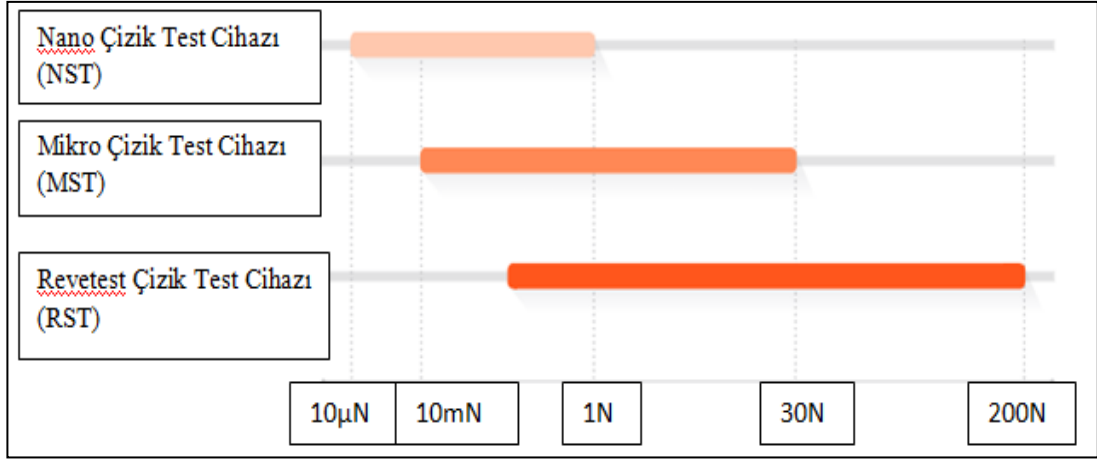 Nano Çizik Test Cihazı
(NST)
Mikro Çizik Test Cihazı
(MST)
Revetest Çizik Test Cihazı
(RST)
10µN
10mN
1N
30N
200N